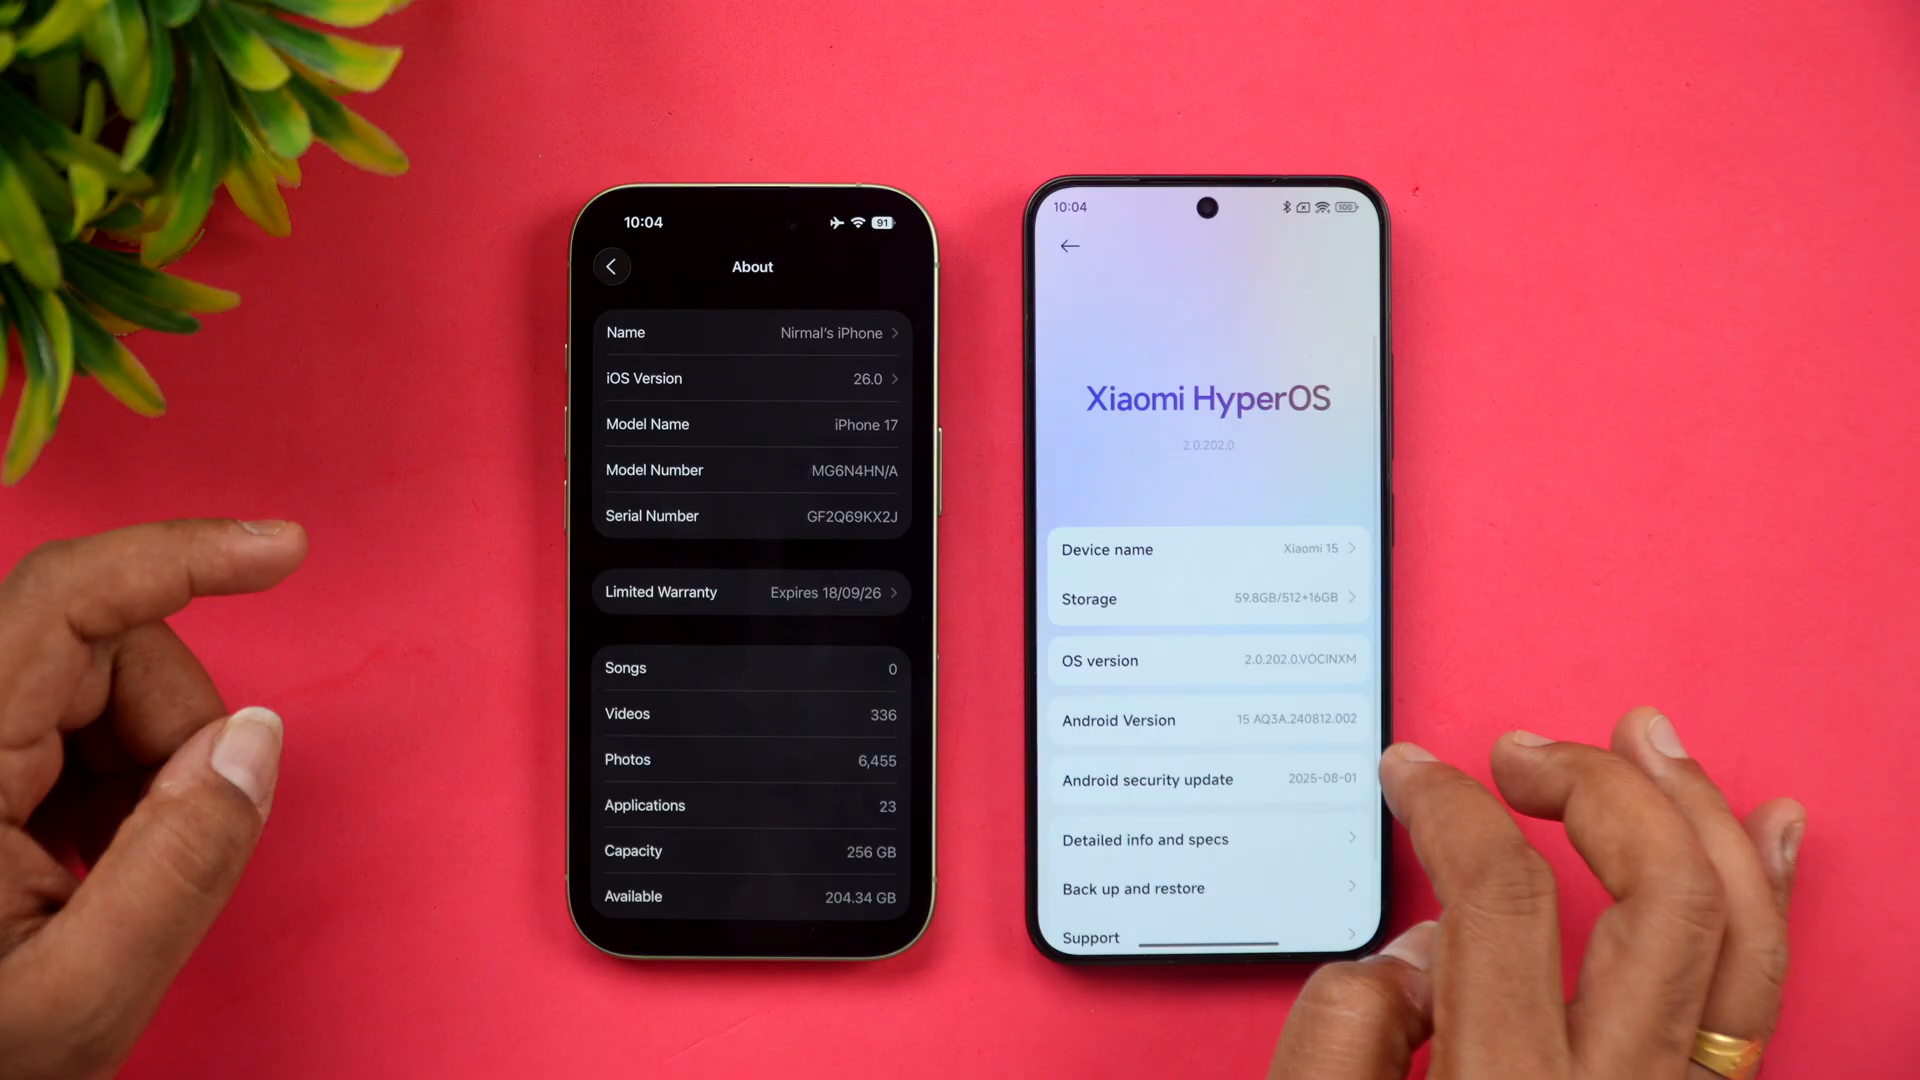 10:04
91
About
Name Nirmal's iPhone
iOS Version 26.0
Model Name iPhone 17
Model Number MG6N4HN/A
Serial Number GF2Q69KX2J
Limited Warranty Expires 18/09/26
Songs 0
Videos 336
Photos 6,455
Applications 23
Capacity 256 GB
Available 204.34 GB
10:04
100
Xiaomi HyperOS
2.0.202.0
Device name Xiaomi 15
Storage 59.8GB/512+16GB
OS version 2.0.202.0.VOCINXM
Android Version 15 AQ3A.240812.002
Android security update 2025-08-01
Detailed info and specs
Back up and restore
Support